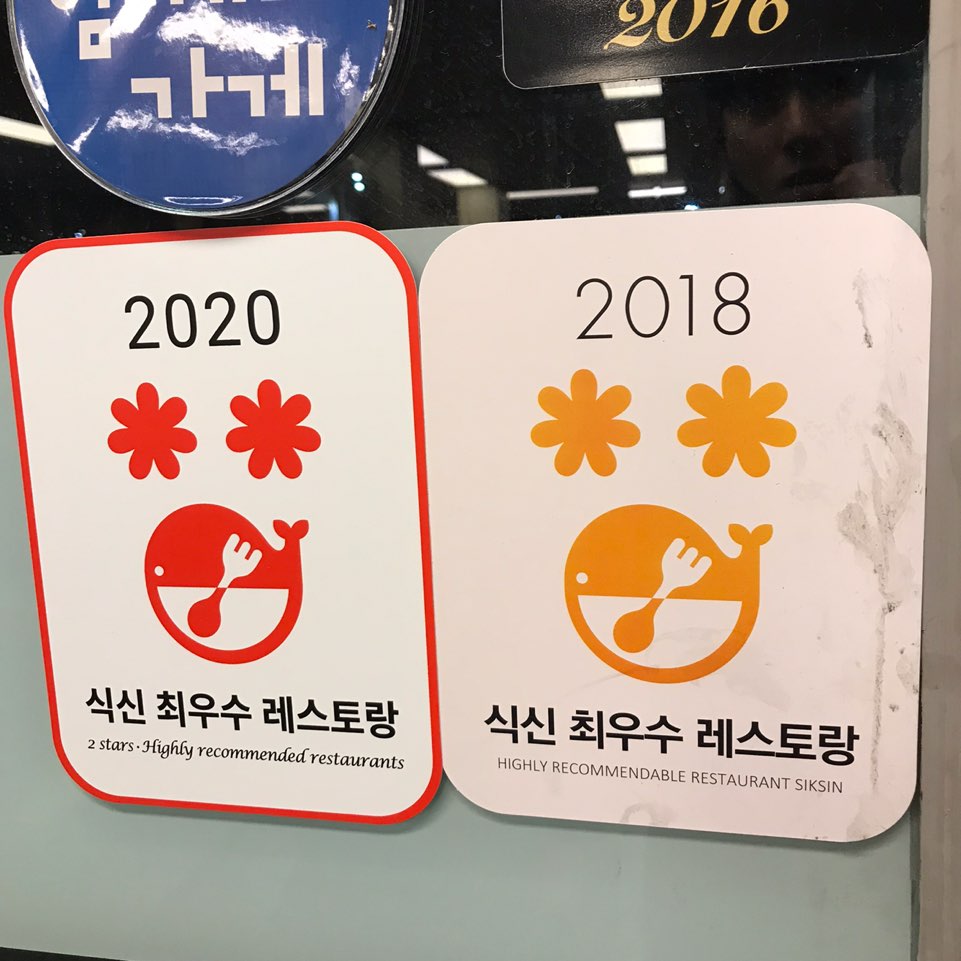 가게
2016
2020
식신 최우수 레스토랑
2 stars·Highly recommended restaurants
2018
식신 최우수 레스토랑
HIGHLY RECOMMENDABLE RESTAURANT SIKSIN